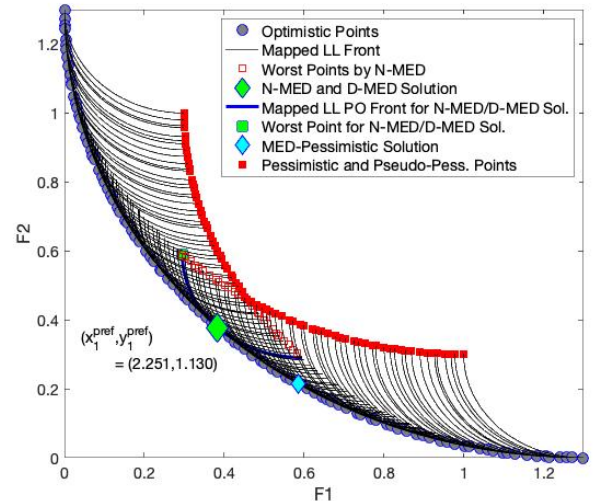 Optimistic Points
Mapped LL Front
Worst Points by N-MED
N-MED and D-MED Solution
Mapped LL PO Front for N-MED/D-MED Sol.
Worst Point for N-MED/D-MED Sol.
MED-Pessimistic Solution
Pessimistic and Pseudo-Pess. Points
1.2
1
0.8
0.6
0.4
0.2
0
F2
(x₁ᵖʳᵉᶠ,y₁ᵖʳᵉᶠ)
= (2.251,1.130)
0 0.2 0.4 0.6 0.8 1 1.2
F1